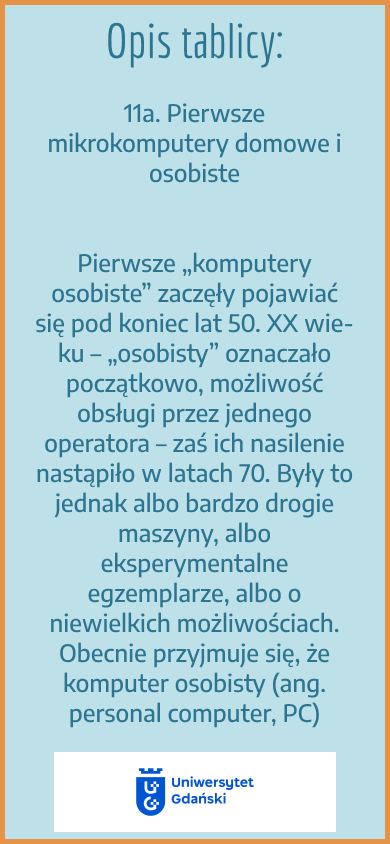 Opis tablicy:
11a. Pierwsze
mikrokomputery domowe i
osobiste
Pierwsze „komputery
osobiste” zaczęły pojawiać
się pod koniec lat 50. XX wie-
ku – „osobisty” oznaczało
początkowo, możliwość
obsługi przez jednego
operatora – zaś ich nasilenie
nastąpiło w latach 70. Były to
jednak albo bardzo drogie
maszyny, albo
eksperymentalne
egzemplarze, albo o
niewielkich możliwościach.
Obecnie przyjmuje się, że
komputer osobisty (ang.
personal computer, PC)
UG
Uniwersytet
Gdański